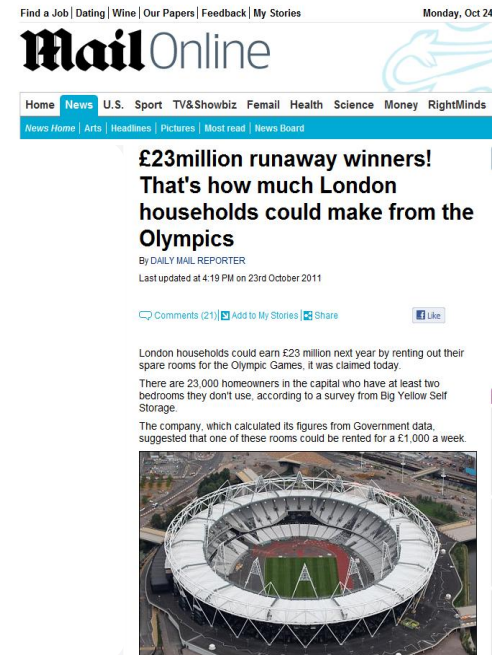 Find a Job | Dating | Wine | Our Papers | Feedback | My Stories
Monday, Oct 24
Mail Online
Home News U.S. Sport TV&Showbiz Femail Health Science Money RightMinds
News Home | Arts | Headlines | Pictures | Most read | News Board
£23million runaway winners!
That's how much London
households could make from the
Olympics
By DAILY MAIL REPORTER
Last updated at 4:19 PM on 23rd October 2011
Comments (21) | Add to My Stories | Share
Like
London households could earn £23 million next year by renting out their
spare rooms for the Olympic Games, it was claimed today.
There are 23,000 homeowners in the capital who have at least two
bedrooms they don't use, according to a survey from Big Yellow Self
Storage.
The company, which calculated its figures from Government data,
suggested that one of these rooms could be rented for a £1,000 a week.